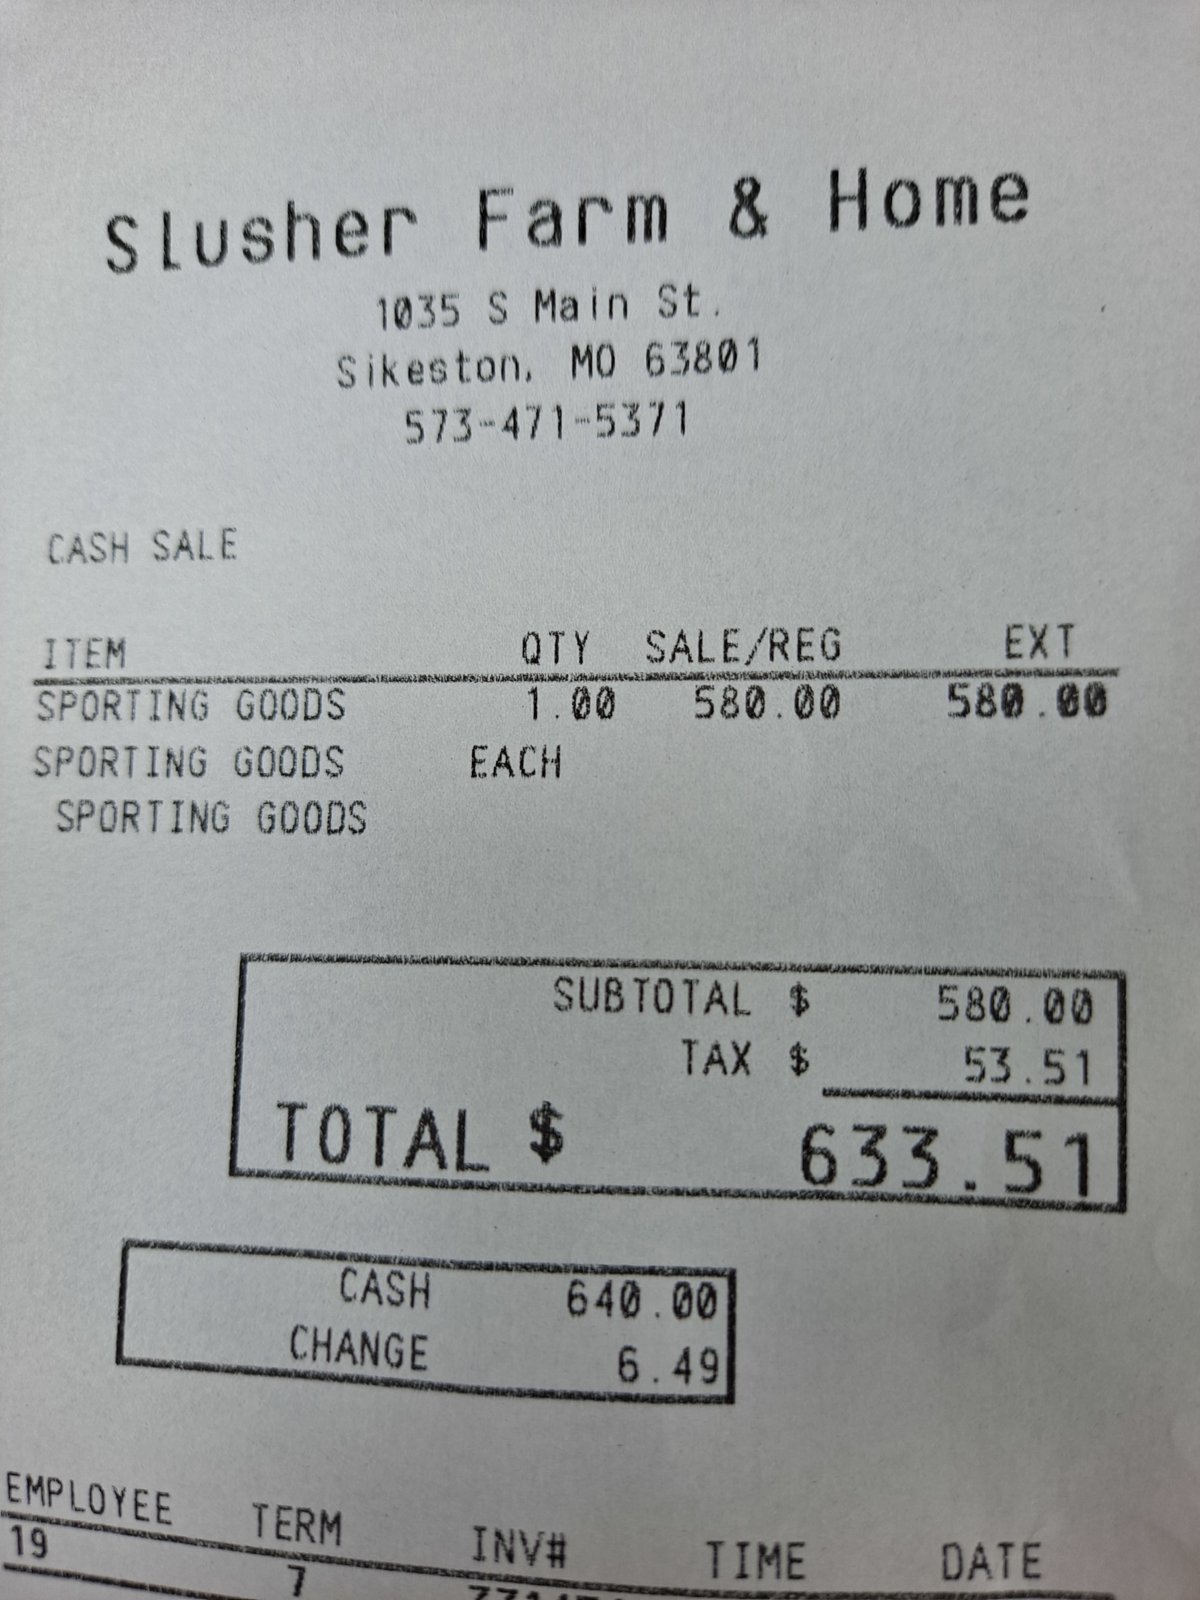 Slusher Farm & Home
1035 S Main St.
Sikeston, MO 63801
573-471-5371
CASH SALE
ITEM QTY SALE/REG EXT
SPORTING GOODS 1.00 580.00 580.00
SPORTING GOODS EACH
SPORTING GOODS
SUBTOTAL $ 580.00
TAX $ 53.51
TOTAL $ 633.51
CASH 640.00
CHANGE 6.49
EMPLOYEE TERM INV# TIME DATE
19 7